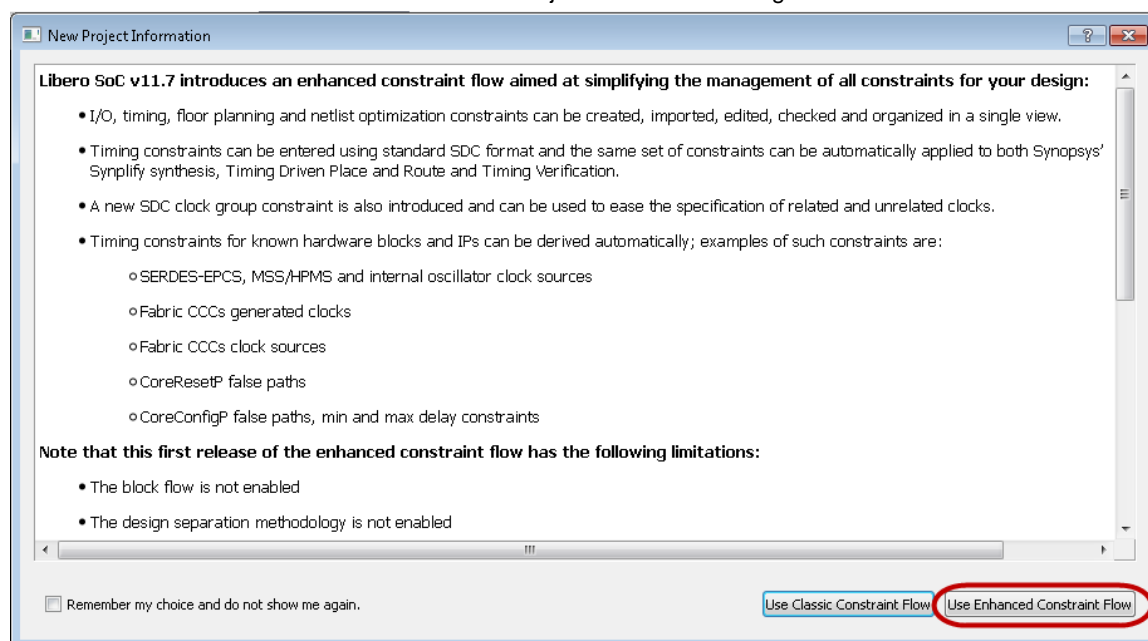 New Project Information
Libero SoC v11.7 introduces an enhanced constraint flow aimed at simplifying the management of all constraints for your design:
• I/O, timing, floor planning and netlist optimization constraints can be created, imported, edited, checked and organized in a single view.
• Timing constraints can be entered using standard SDC format and the same set of constraints can be automatically applied to both Synopsys'
Synplify synthesis, Timing Driven Place and Route and Timing Verification.
• A new SDC clock group constraint is also introduced and can be used to ease the specification of related and unrelated clocks.
• Timing constraints for known hardware blocks and IPs can be derived automatically; examples of such constraints are:
○ SERDES-EPCS, MSS/HPMS and internal oscillator clock sources
○ Fabric CCCs generated clocks
○ Fabric CCCs clock sources
○ CoreResetP false paths
○ CoreConfigP false paths, min and max delay constraints
Note that this first release of the enhanced constraint flow has the following limitations:
• The block flow is not enabled
• The design separation methodology is not enabled
Remember my choice and do not show me again.
Use Classic Constraint Flow
Use Enhanced Constraint Flow